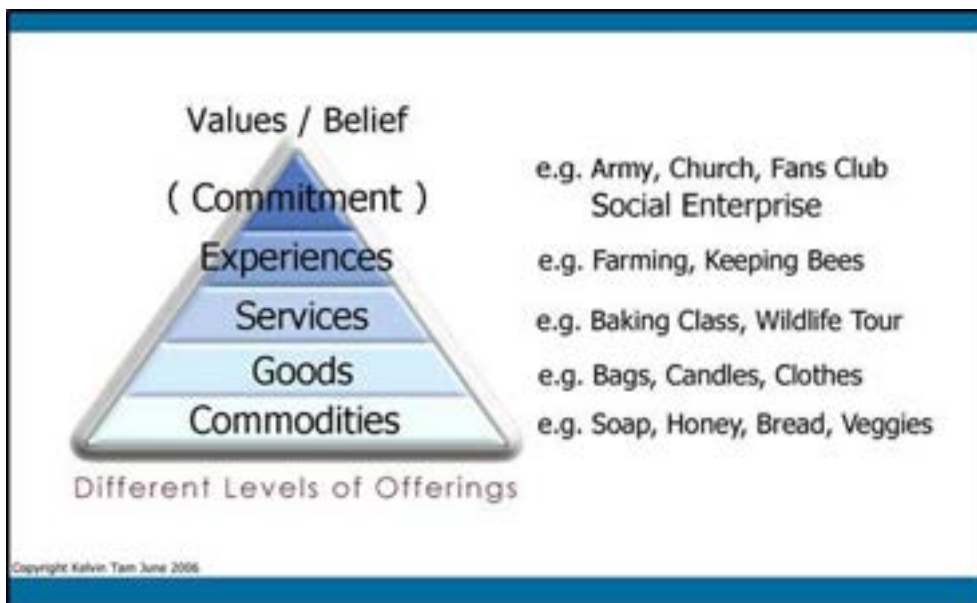 Values / Belief
( Commitment )
e.g. Army, Church, Fans Club
Social Enterprise
Experiences
e.g. Farming, Keeping Bees
Services
e.g. Baking Class, Wildlife Tour
Goods
e.g. Bags, Candles, Clothes
Commodities
e.g. Soap, Honey, Bread, Veggies
Different Levels of Offerings
Copyright Kelvin Tam June 2006